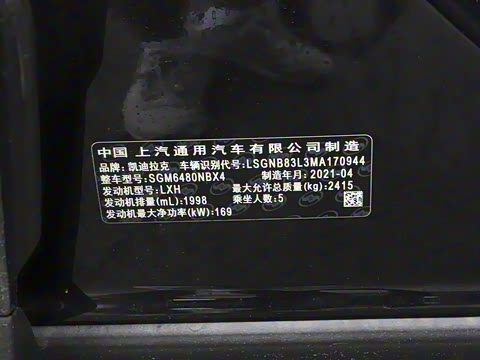 中国 上汽通用汽车有限公司制造
品牌：凯迪拉克 车辆识别代号：LSGNB83L3MA170944
整车型号：SGM6480NBX4 制造年月：2021-04
发动机型号：LXH 最大允许总质量(kg)：2415
发动机排量(mL)：1998 乘坐人数：5
发动机最大净功率(kW)：169